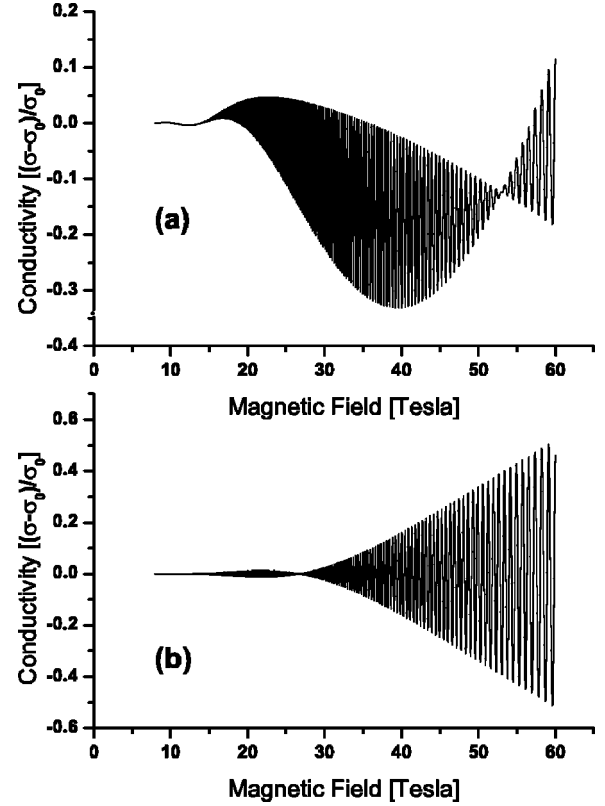 0.2
0.1
0.0
-0.1
-0.2
-0.3
-0.4
Conductivity [(σ-σ0)/σ0]
(a)
0 10 20 30 40 50 60
Magnetic Field [Tesla]
0.6
0.4
0.2
0.0
-0.2
-0.4
-0.6
Conductivity [(σ-σ0)/σ0]
(b)
0 10 20 30 40 50 60
Magnetic Field [Tesla]